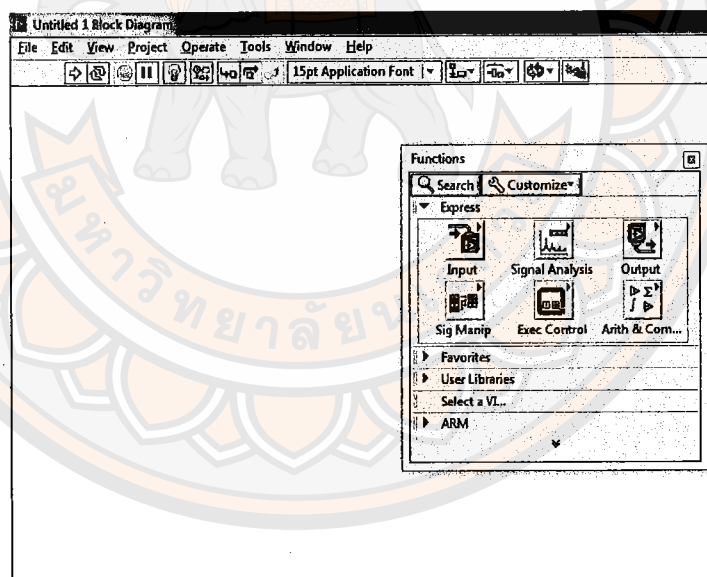 Untitled 1 Block Diagram
File Edit View Project Operate Tools Window Help
15pt Application Font
Functions
Search Customize
Express
Input Signal Analysis Output
Sig Manip Exec Control Arith & Com...
Favorites
User Libraries
Select a VI...
ARM